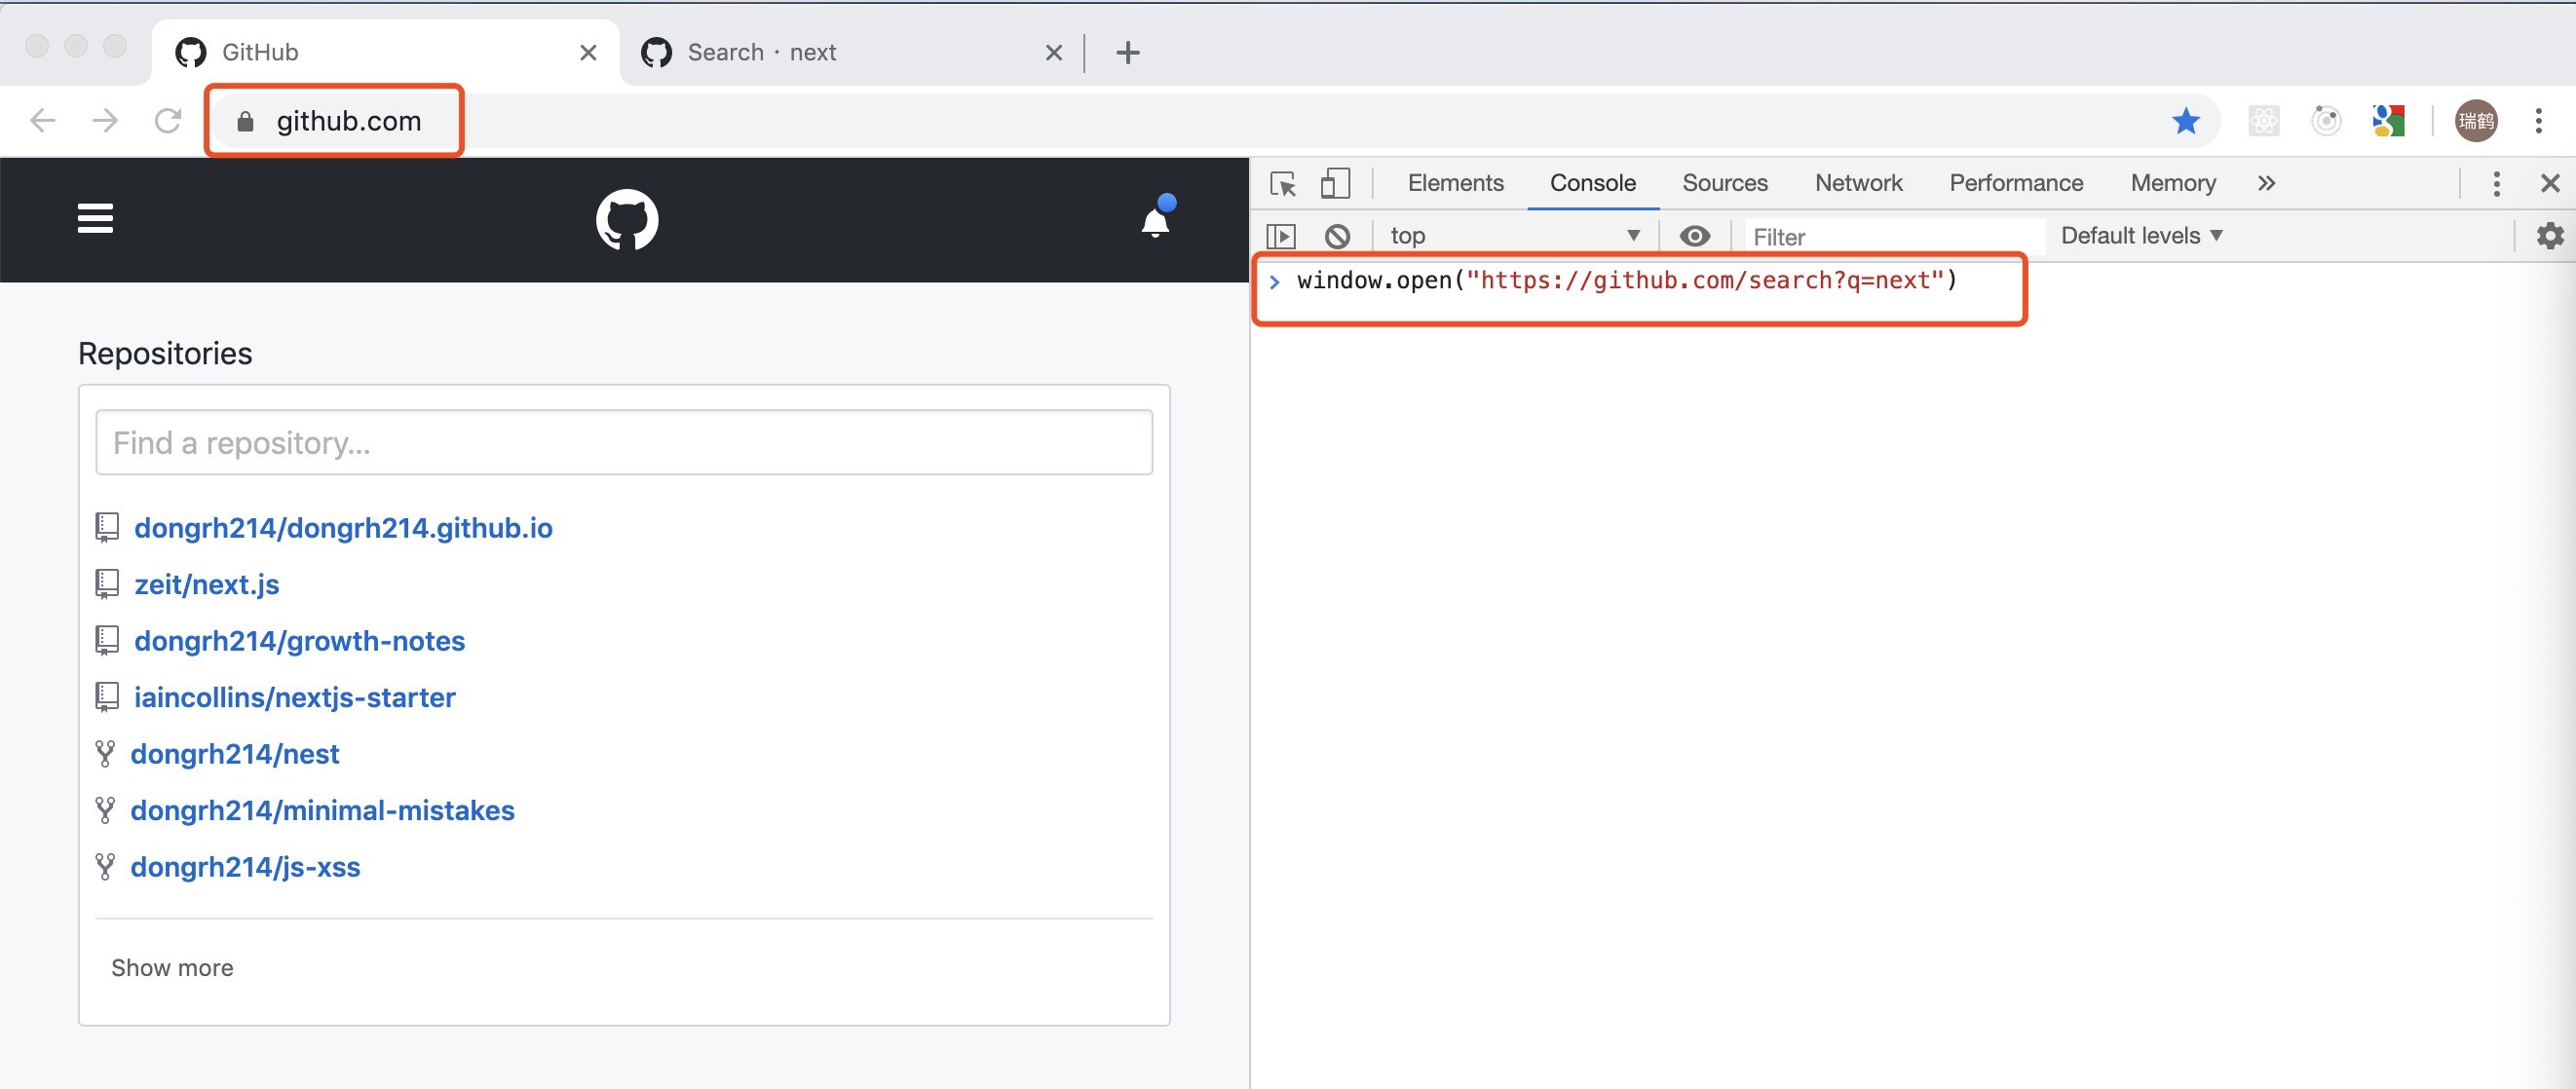 GitHub
Search · next
github.com
瑞鹤
Elements Console Sources Network Performance Memory
top Filter Default levels
window.open("https://github.com/search?q=next")
Repositories
Find a repository...
dongrh214/dongrh214.github.io
zeit/next.js
dongrh214/growth-notes
iaincollins/nextjs-starter
dongrh214/nest
dongrh214/minimal-mistakes
dongrh214/js-xss
Show more